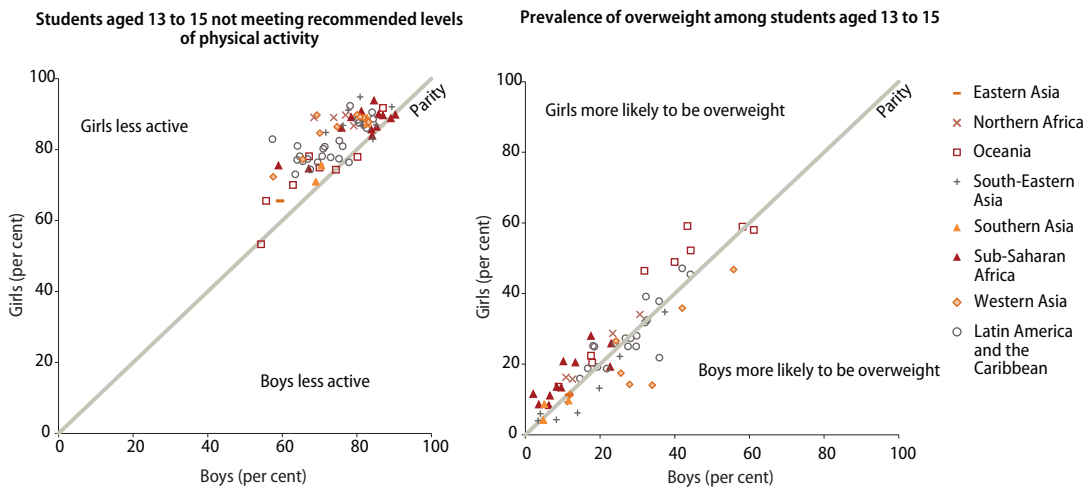 Students aged 13 to 15 not meeting recommended levels
of physical activity
100
80
60
40
20
0
Girls (per cent)
Girls less active
Parity
Boys less active
0
20
40
60
80
100
Boys (per cent)
Prevalence of overweight among students aged 13 to 15
100
80
60
40
20
0
Girls (per cent)
Girls more likely to be overweight
Parity
Boys more likely to be overweight
0
20
40
60
80
100
Boys (per cent)
Eastern Asia
Northern Africa
Oceania
South-Eastern
Asia
Southern Asia
Sub-Saharan
Africa
Western Asia
Latin America
and the
Caribbean